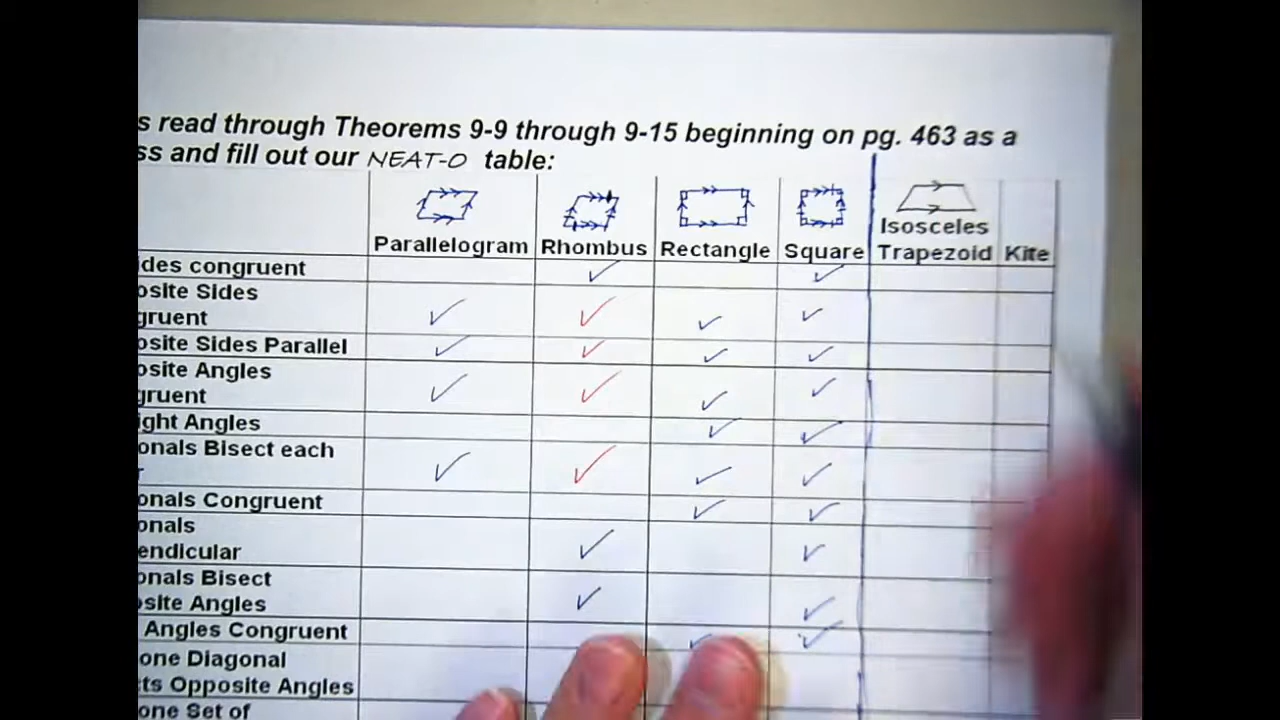 s read through Theorems 9-9 through 9-15 beginning on pg. 463 as a
ss and fill out our NEAT-O table:
Parallelogram Rhombus Rectangle Square Isosceles Trapezoid Kite
ides congruent
osite Sides
gruent
osite Sides Parallel
osite Angles
gruent
ight Angles
onals Bisect each
r
onals Congruent
onals
endicular
onals Bisect
site Angles
Angles Congruent
one Diagonal
ts Opposite Angles
one Set of